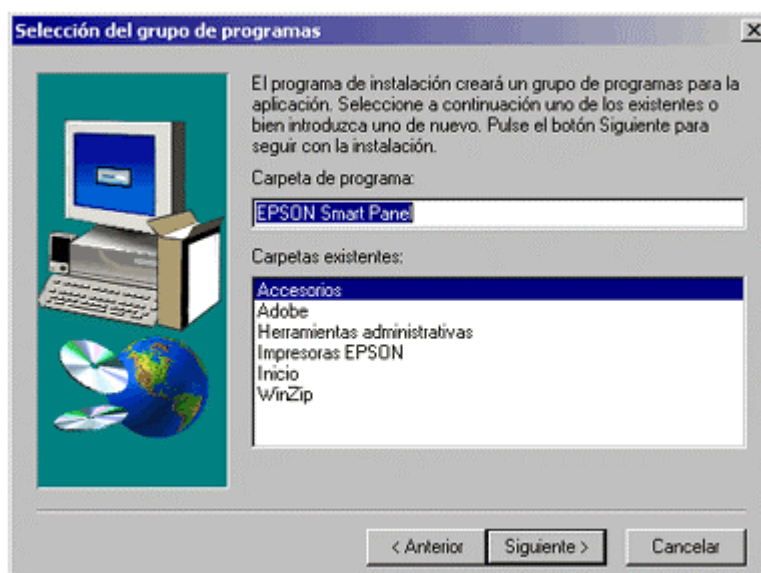 Selección del grupo de programas
El programa de instalación creará un grupo de programas para la
aplicación. Seleccione a continuación uno de los existentes o
bien introduzca uno de nuevo. Pulse el botón Siguiente para
seguir con la instalación.
Carpeta de programa:
EPSON Smart Panel
Carpetas existentes:
Accesorios
Adobe
Herramientas administrativas
Impresoras EPSON
Inicio
WinZip
< Anterior
Siguiente >
Cancelar